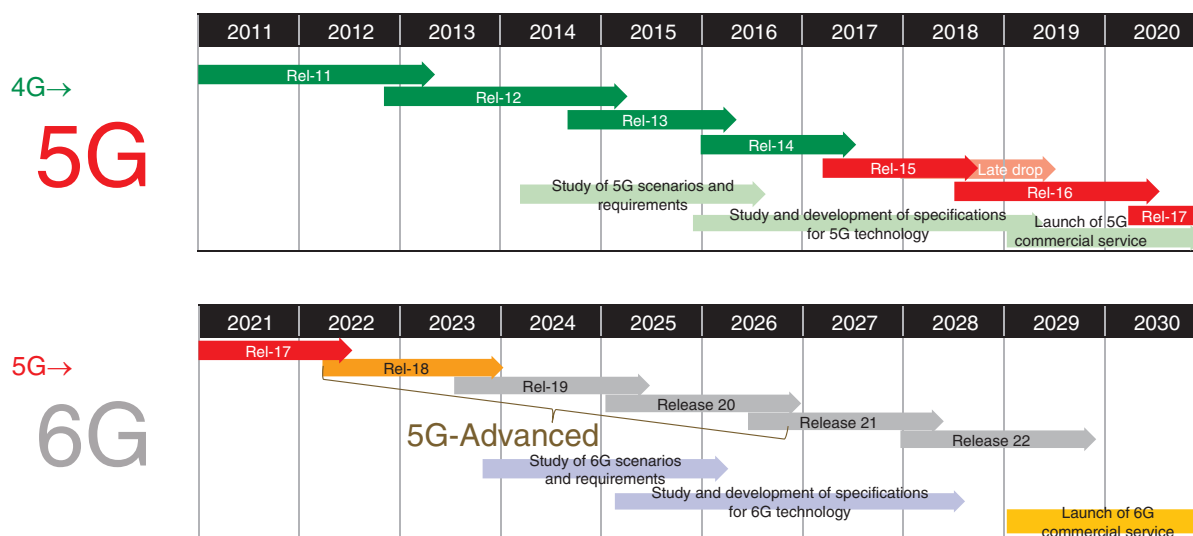 2011 2012 2013 2014 2015 2016 2017 2018 2019 2020
4G→
5G
Rel-11
Rel-12
Rel-13
Rel-14
Rel-15
Late drop
Rel-16
Rel-17
Study of 5G scenarios and
requirements
Study and development of specifications
for 5G technology
Launch of 5G
commercial service
2021 2022 2023 2024 2025 2026 2027 2028 2029 2030
5G→
6G
Rel-17
Rel-18
Rel-19
Release 20
Release 21
Release 22
5G-Advanced
Study of 6G scenarios
and requirements
Study and development of specifications
for 6G technology
Launch of 6G
commercial service